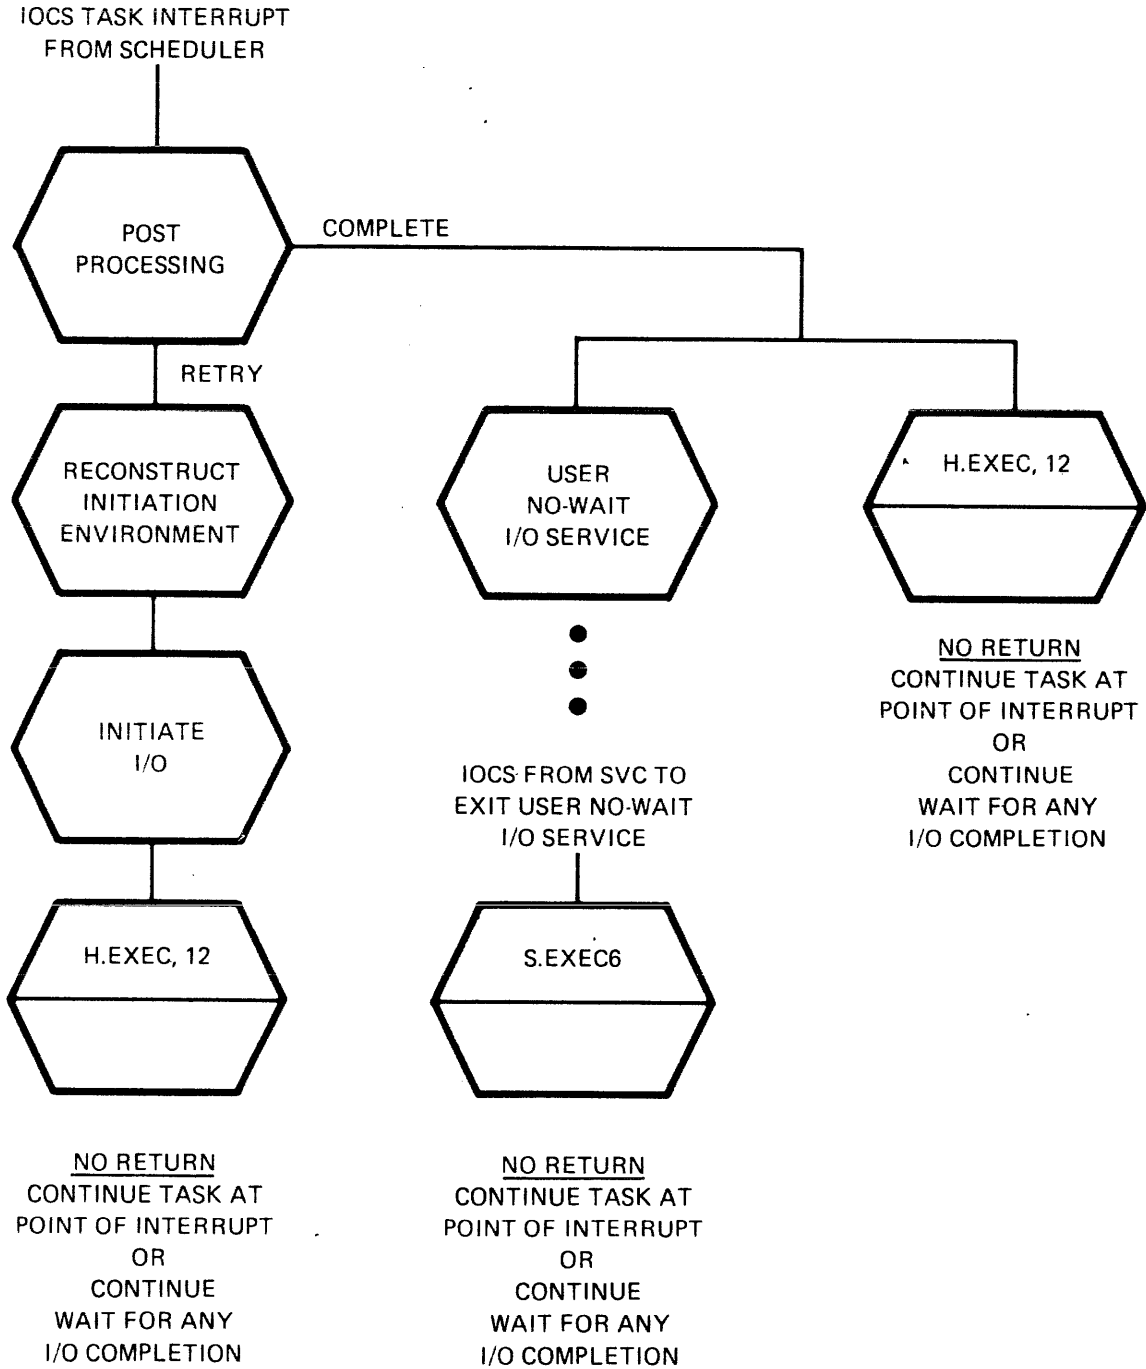 IOCS TASK INTERRUPT
FROM SCHEDULER
POST
PROCESSING
COMPLETE
RETRY
RECONSTRUCT
INITIATION
ENVIRONMENT
INITIATE
I/O
H.EXEC, 12
NO RETURN
CONTINUE TASK AT
POINT OF INTERRUPT
OR
CONTINUE
WAIT FOR ANY
I/O COMPLETION
USER
NO-WAIT
I/O SERVICE
IOCS FROM SVC TO
EXIT USER NO-WAIT
I/O SERVICE
S.EXEC6
NO RETURN
CONTINUE TASK AT
POINT OF INTERRUPT
OR
CONTINUE
WAIT FOR ANY
I/O COMPLETION
H.EXEC, 12
NO RETURN
CONTINUE TASK AT
POINT OF INTERRUPT
OR
CONTINUE
WAIT FOR ANY
I/O COMPLETION